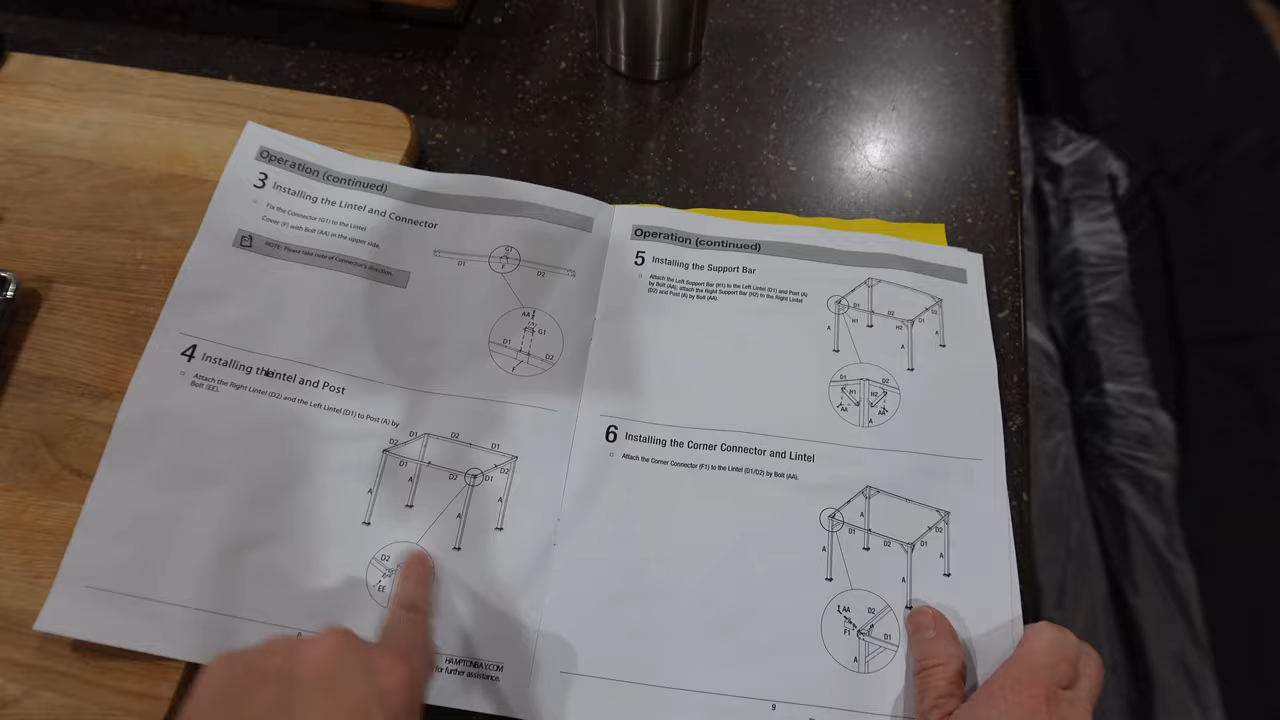 Operation (continued)
3 Installing the Lintel and Connector
Fix the Connector (G1) to the Lintel
Cover (F) with Bolt (AA) in the upper side.
NOTE: Please take note of Connector's direction.
G1
D1
F
D2
AA
G1
D1
D2
F
4 Installing the Lintel and Post
Attach the Right Lintel (D2) and the Left Lintel (D1) to Post (A) by
Bolt (EE).
D1
D2
D2
D1
D1
D2
D2
D1
A
A
A
A
D2
EE
8
HAMPTONBAY.COM
for further assistance.
Operation (continued)
5 Installing the Support Bar
Attach the Left Support Bar (H1) to the Left Lintel (D1) and Post (A)
by Bolt (AA); attach the Right Support Bar (H2) to the Right Lintel
(D2) and Post (A) by Bolt (AA).
D1
D2
D2
D1
H1
H2
A
A
A
D1
D2
H1
H2
AA
AA
A
6 Installing the Corner Connector and Lintel
Attach the Corner Connector (F1) to the Lintel (D1/D2) by Bolt (AA).
A
D1
D2
D1
D2
A
A
A
AA
D2
F1
D1
A
9